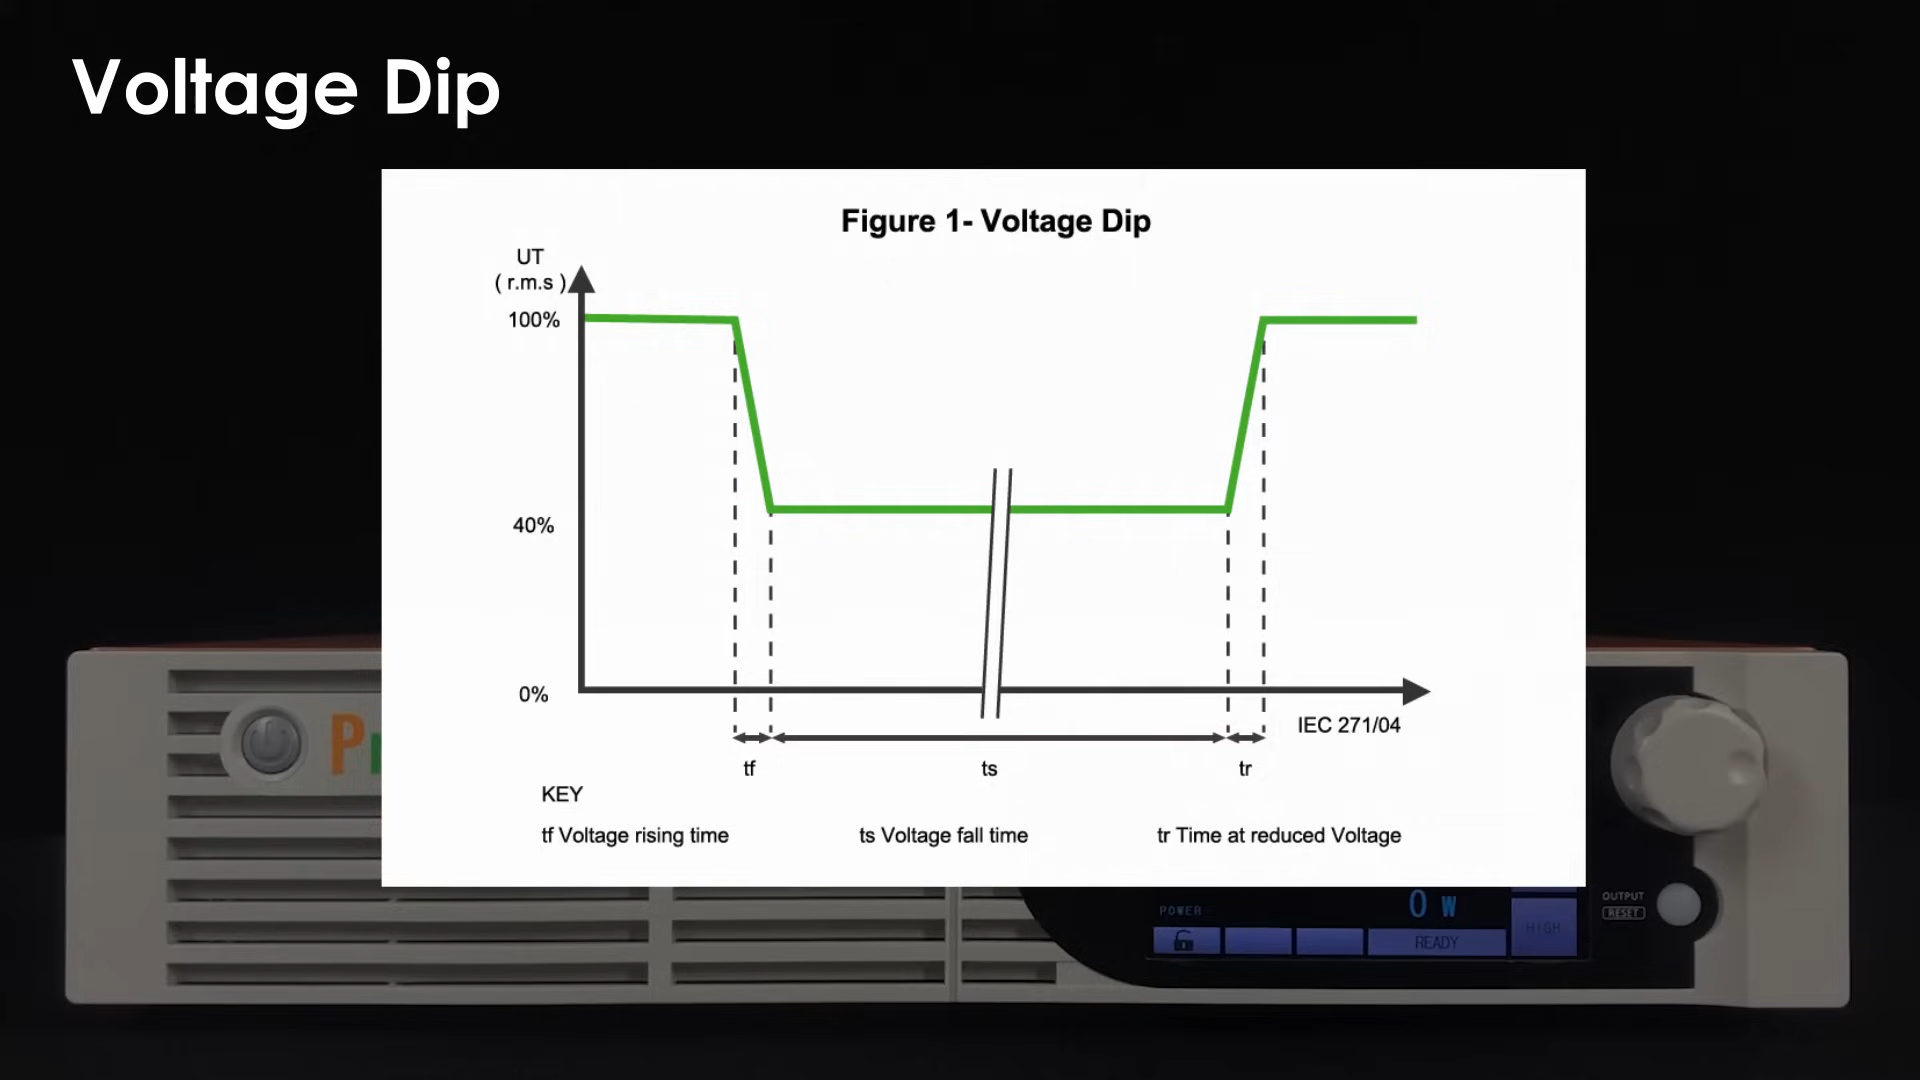 Voltage Dip
Figure 1- Voltage Dip
UT
( r.m.s )
100%
40%
0%
IEC 271/04
tf ts tr
KEY
tf Voltage rising time ts Voltage fall time tr Time at reduced Voltage
POWER 0 W
READY
HIGH
OUTPUT
RESET